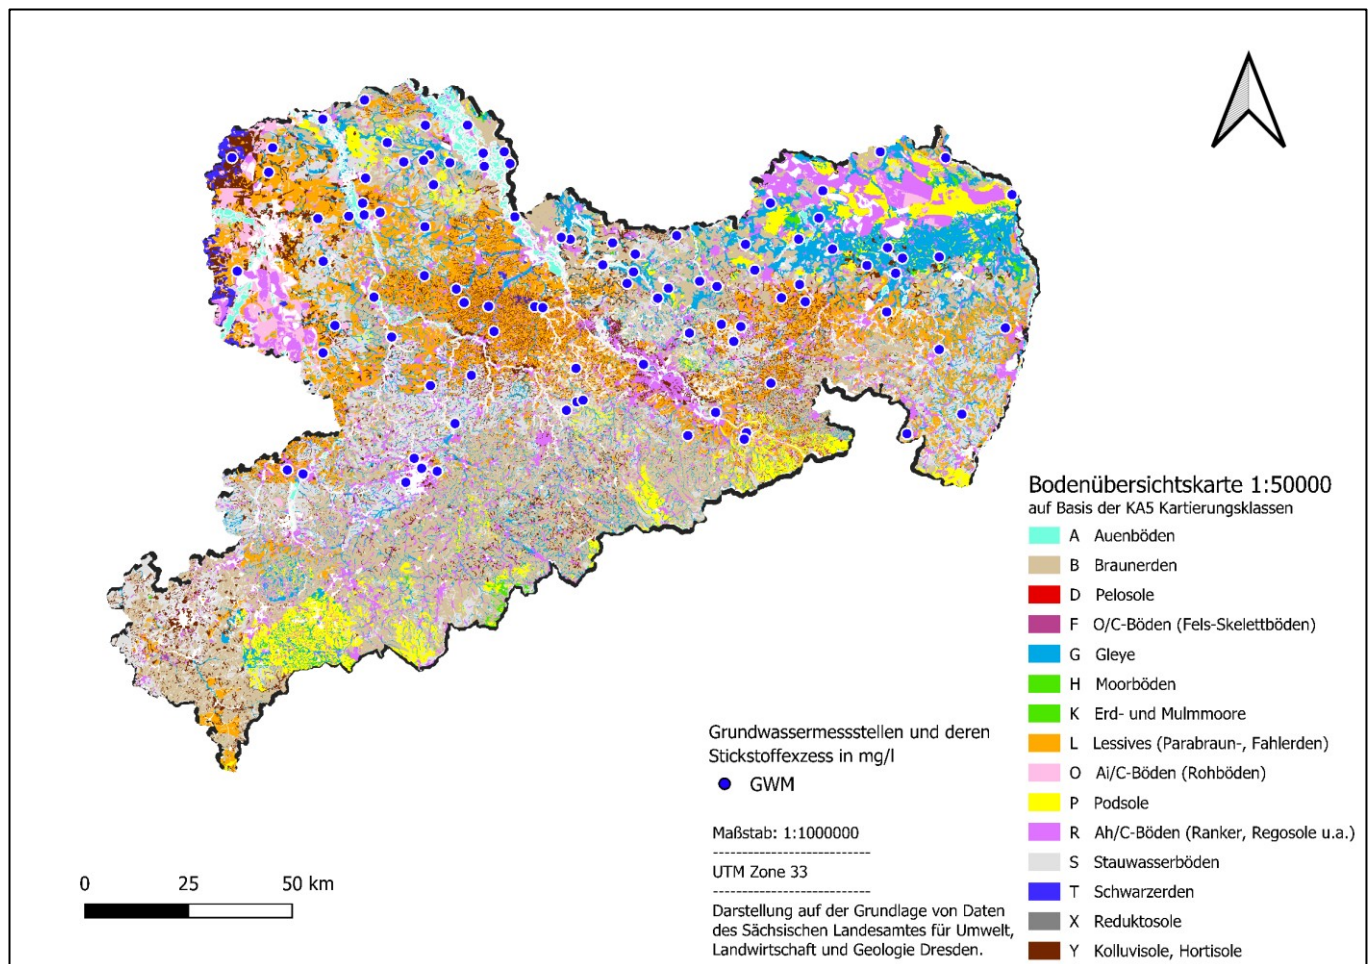 Bodenübersichtskarte 1:50000
auf Basis der KA5 Kartierungsklassen
A Auenböden
B Braunerden
D Pelosole
F O/C-Böden (Fels-Skelettböden)
G Gleye
H Moorböden
K Erd- und Mulmmoore
L Lessives (Parabraun-, Fahlerden)
O Ai/C-Böden (Rohböden)
P Podsole
R Ah/C-Böden (Ranker, Regosole u.a.)
S Stauwasserböden
T Schwarzerden
X Reduktosole
Y Kolluvisole, Hortisole
Grundwassermessstellen und deren
Stickstoffexzess in mg/l
GWM
Maßstab: 1:1000000
---------------------------
UTM Zone 33
---------------------------
Darstellung auf der Grundlage von Daten
des Sächsischen Landesamtes für Umwelt,
Landwirtschaft und Geologie Dresden.
0 25 50 km